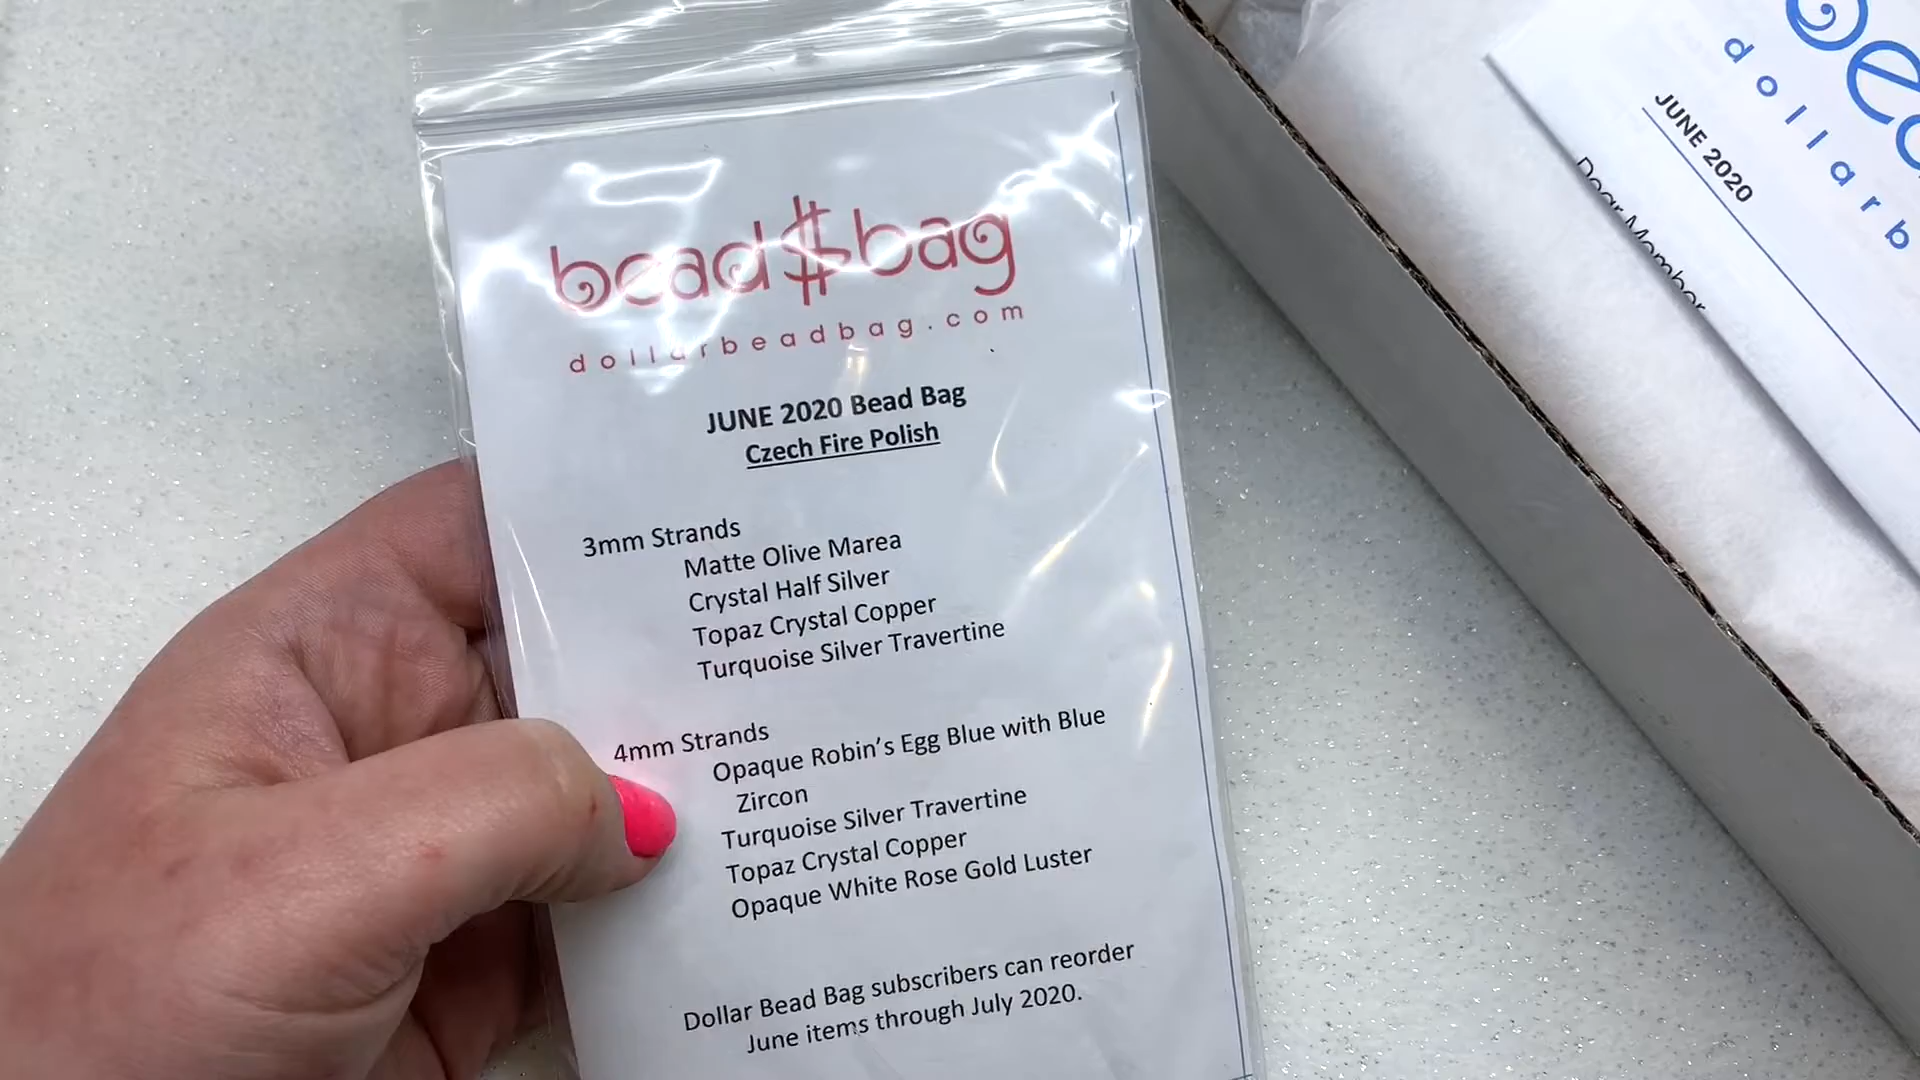 bead$bag
dollarbeadbag.com
JUNE 2020 Bead Bag
Czech Fire Polish
3mm Strands
Matte Olive Marea
Crystal Half Silver
Topaz Crystal Copper
Turquoise Silver Travertine
4mm Strands
Opaque Robin’s Egg Blue with Blue
Zircon
Turquoise Silver Travertine
Topaz Crystal Copper
Opaque White Rose Gold Luster
Dollar Bead Bag subscribers can reorder
June items through July 2020.
dollarb
JUNE 2020
Dear Member